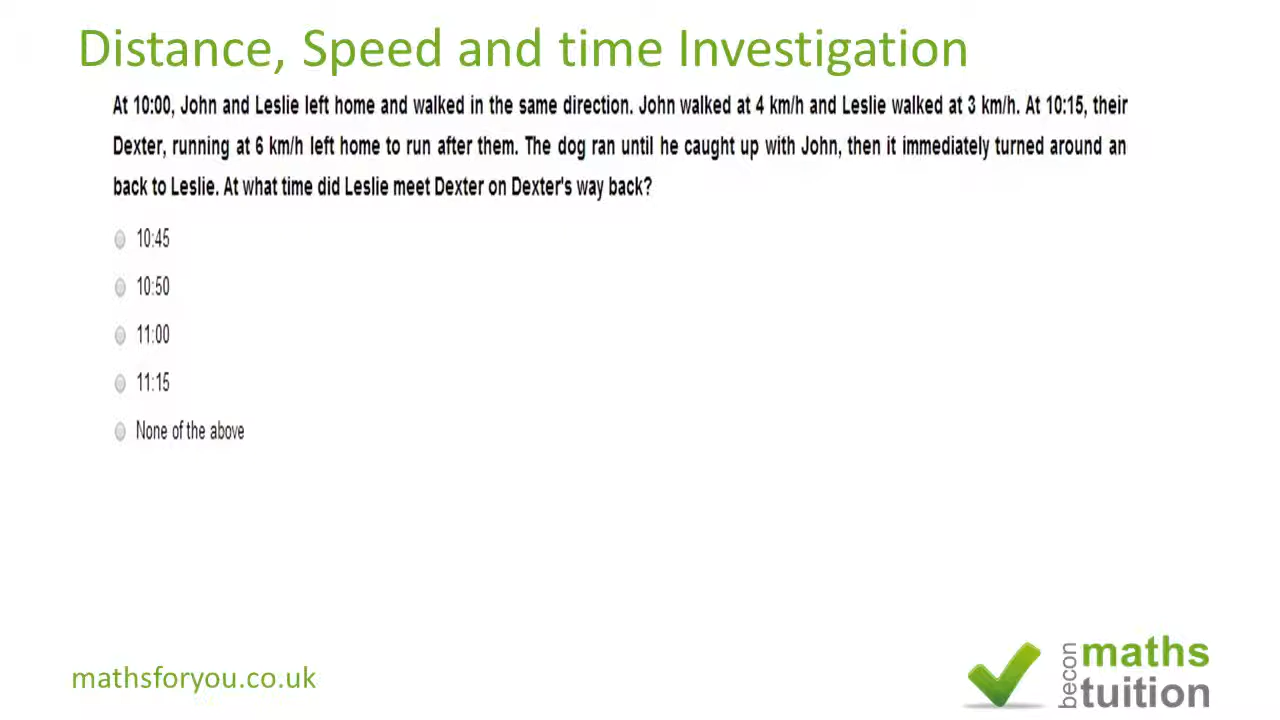 Distance, Speed and time Investigation
At 10:00, John and Leslie left home and walked in the same direction. John walked at 4 km/h and Leslie walked at 3 km/h. At 10:15, their
Dexter, running at 6 km/h left home to run after them. The dog ran until he caught up with John, then it immediately turned around an
back to Leslie. At what time did Leslie meet Dexter on Dexter's way back?
10:45
10:50
11:00
11:15
None of the above
mathsforyou.co.uk
becon
maths
tuition